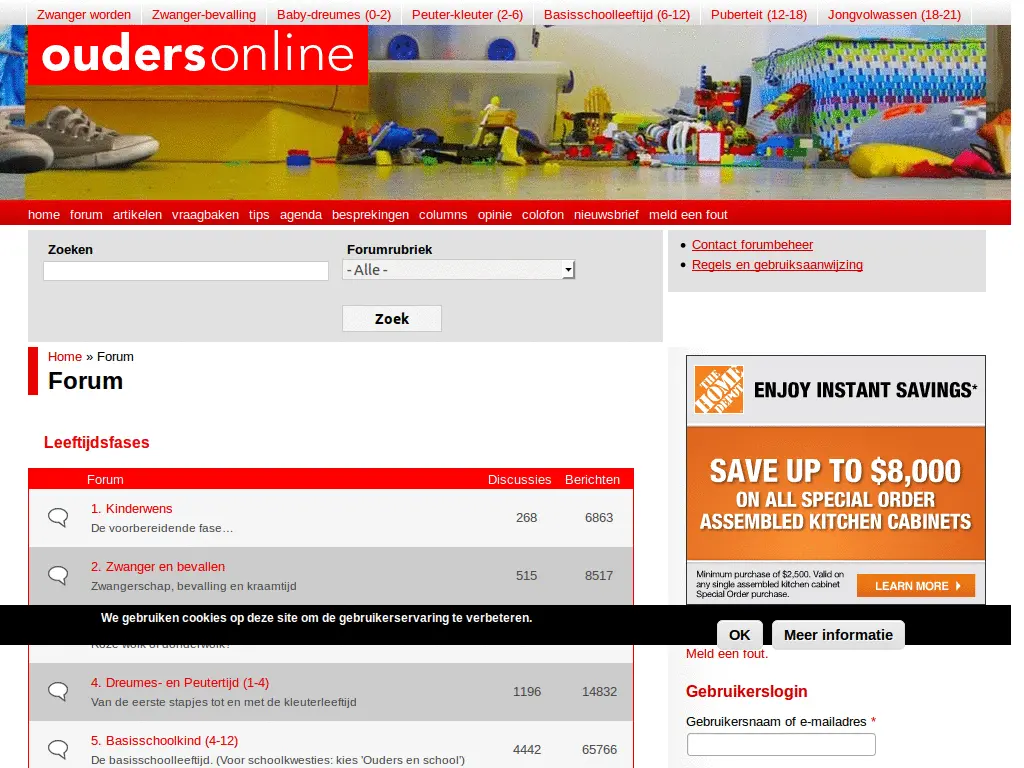 Zwanger worden Zwanger-bevalling Baby-dreumes (0-2) Peuter-kleuter (2-6) Basisschoolleeftijd (6-12) Puberteit (12-18) Jongvolwassen (18-21)
oudersonline
home forum artikelen vraagbaken tips agenda besprekingen columns opinie colofon nieuwsbrief meld een fout
Zoeken Forumrubriek
- Alle -
Zoek
Contact forumbeheer
Regels en gebruiksaanwijzing
Home » Forum
Forum
Leeftijdsfases
Forum Discussies Berichten
1. Kinderwens 268 6863
De voorbereidende fase…
2. Zwanger en bevallen 515 8517
Zwangerschap, bevalling en kraamtijd
THE HOME DEPOT
ENJOY INSTANT SAVINGS*
SAVE UP TO $8,000
ON ALL SPECIAL ORDER
ASSEMBLED KITCHEN CABINETS
Minimum purchase of $2,500. Valid on
any single assembled kitchen cabinet
Special Order purchase.
LEARN MORE
We gebruiken cookies op deze site om de gebruikerservaring te verbeteren.
OK Meer informatie
4. Dreumes- en Peutertijd (1-4) 1196 14832
Van de eerste stapjes tot en met de kleuterleeftijd
5. Basisschoolkind (4-12) 4442 65766
De basisschoolleeftijd. (Voor schoolkwesties: kies 'Ouders en school')
Meld een fout.
Gebruikerslogin
Gebruikersnaam of e-mailadres *